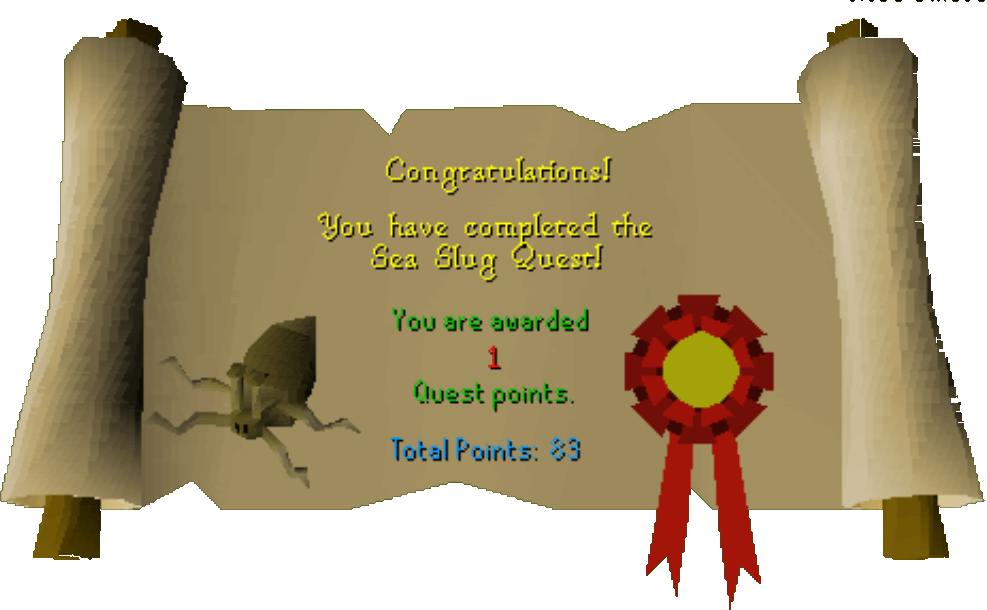 Congratulations!
You have completed the
Sea Slug Quest!
You are awarded
1
Quest points.
Total Points: 83